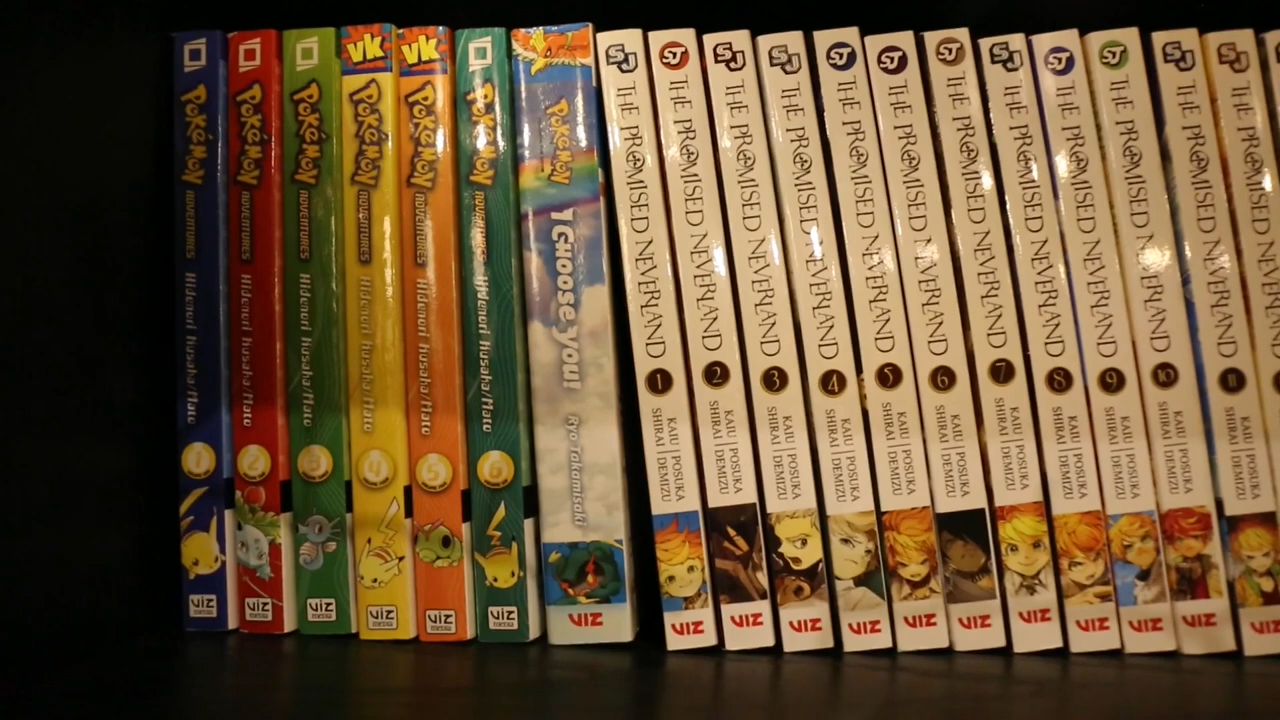 POKÉMON ADVENTURES Hidenori Kusaka/Mato 1 VIZ media
POKÉMON ADVENTURES Hidenori Kusaka/Mato 2 VIZ media
POKÉMON ADVENTURES Hidenori Kusaka/Mato 3 VIZ media
VK POKÉMON ADVENTURES Hidenori Kusaka/Mato 4 VIZ media
VK POKÉMON ADVENTURES Hidenori Kusaka/Mato 5 VIZ media
POKÉMON ADVENTURES Hidenori Kusaka/Mato 6 VIZ media
POKÉMON I CHOOSE YOU! Ryo Takamisaki VIZ
SJ THE PROMISED NEVERLAND 1 KAIU SHIRAI | POSUKA DEMIZU VIZ
SJ THE PROMISED NEVERLAND 2 KAIU SHIRAI | POSUKA DEMIZU VIZ
SJ THE PROMISED NEVERLAND 3 KAIU SHIRAI | POSUKA DEMIZU VIZ
SJ THE PROMISED NEVERLAND 4 KAIU SHIRAI | POSUKA DEMIZU VIZ
SJ THE PROMISED NEVERLAND 5 KAIU SHIRAI | POSUKA DEMIZU VIZ
SJ THE PROMISED NEVERLAND 6 KAIU SHIRAI | POSUKA DEMIZU VIZ
SJ THE PROMISED NEVERLAND 7 KAIU SHIRAI | POSUKA DEMIZU VIZ
SJ THE PROMISED NEVERLAND 8 KAIU SHIRAI | POSUKA DEMIZU VIZ
SJ THE PROMISED NEVERLAND 9 KAIU SHIRAI | POSUKA DEMIZU VIZ
SJ THE PROMISED NEVERLAND 10 KAIU SHIRAI | POSUKA DEMIZU VIZ
SJ THE PROMISED NEVERLAND 11 KAIU SHIRAI | POSUKA DEMIZU VIZ